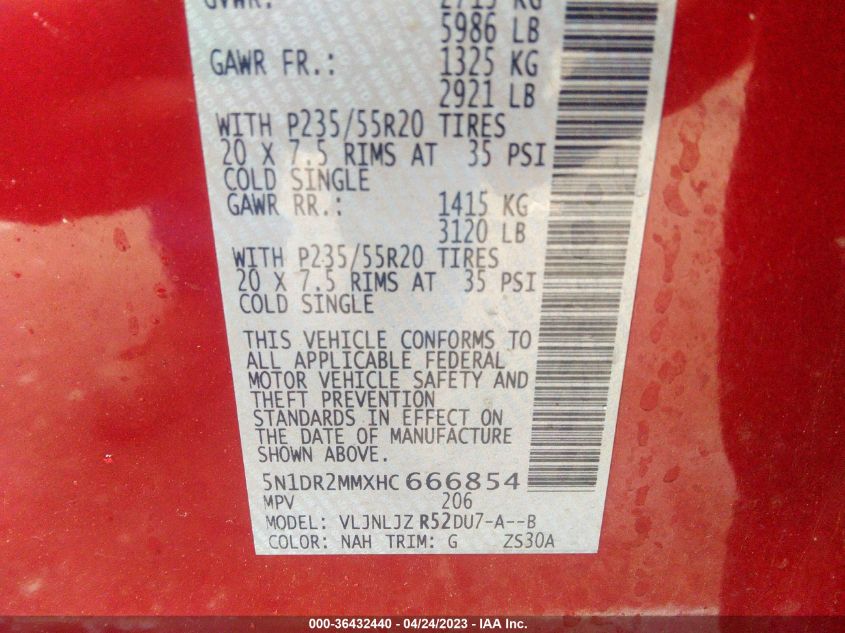 GVWR: 2715 KG
5986 LB
GAWR FR.: 1325 KG
2921 LB
WITH P235/55R20 TIRES
20 X 7.5 RIMS AT 35 PSI
COLD SINGLE
GAWR RR.: 1415 KG
3120 LB
WITH P235/55R20 TIRES
20 X 7.5 RIMS AT 35 PSI
COLD SINGLE
THIS VEHICLE CONFORMS TO
ALL APPLICABLE FEDERAL
MOTOR VEHICLE SAFETY AND
THEFT PREVENTION
STANDARDS IN EFFECT ON
THE DATE OF MANUFACTURE
SHOWN ABOVE.
5N1DR2MMXHC666854
MPV 206
MODEL: VLJNLJZ R52DU7-A--B
COLOR: NAH TRIM: G ZS30A
000-36432440 - 04/24/2023 - IAA Inc.